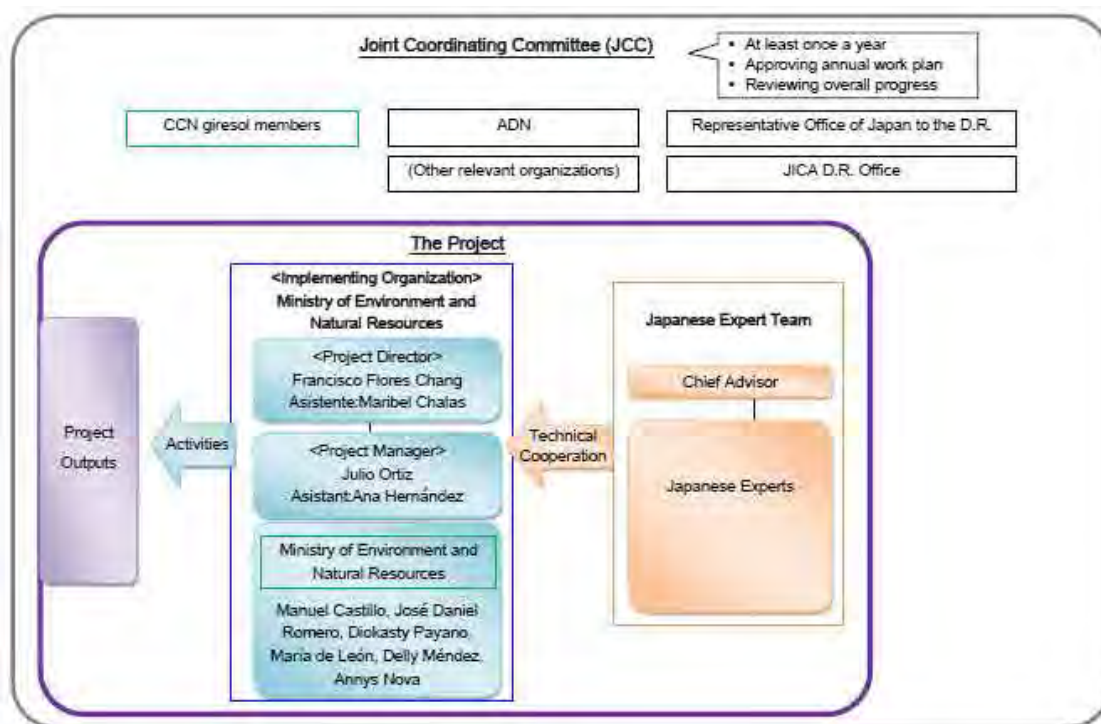 Joint Coordinating Committee (JCC)
▪ At least once a year
▪ Approving annual work plan
▪ Reviewing overall progress
CCN giresol members
ADN
Representative Office of Japan to the D.R.
(Other relevant organizations)
JICA D.R. Office
The Project
<Implementing Organization>
Ministry of Environment and
Natural Resources
<Project Director>
Francisco Flores Chang
Asistente:Maribel Chalas
<Project Manager>
Julio Ortiz
Asistant:Ana Hernández
Ministry of Environment and
Natural Resources
Manuel Castillo, José Daniel
Romero, Diokasty Payano,
María de León, Delly Méndez,
Annys Nova
Project
Outputs
Activities
Technical
Cooperation
Japanese Expert Team
Chief Advisor
Japanese Experts